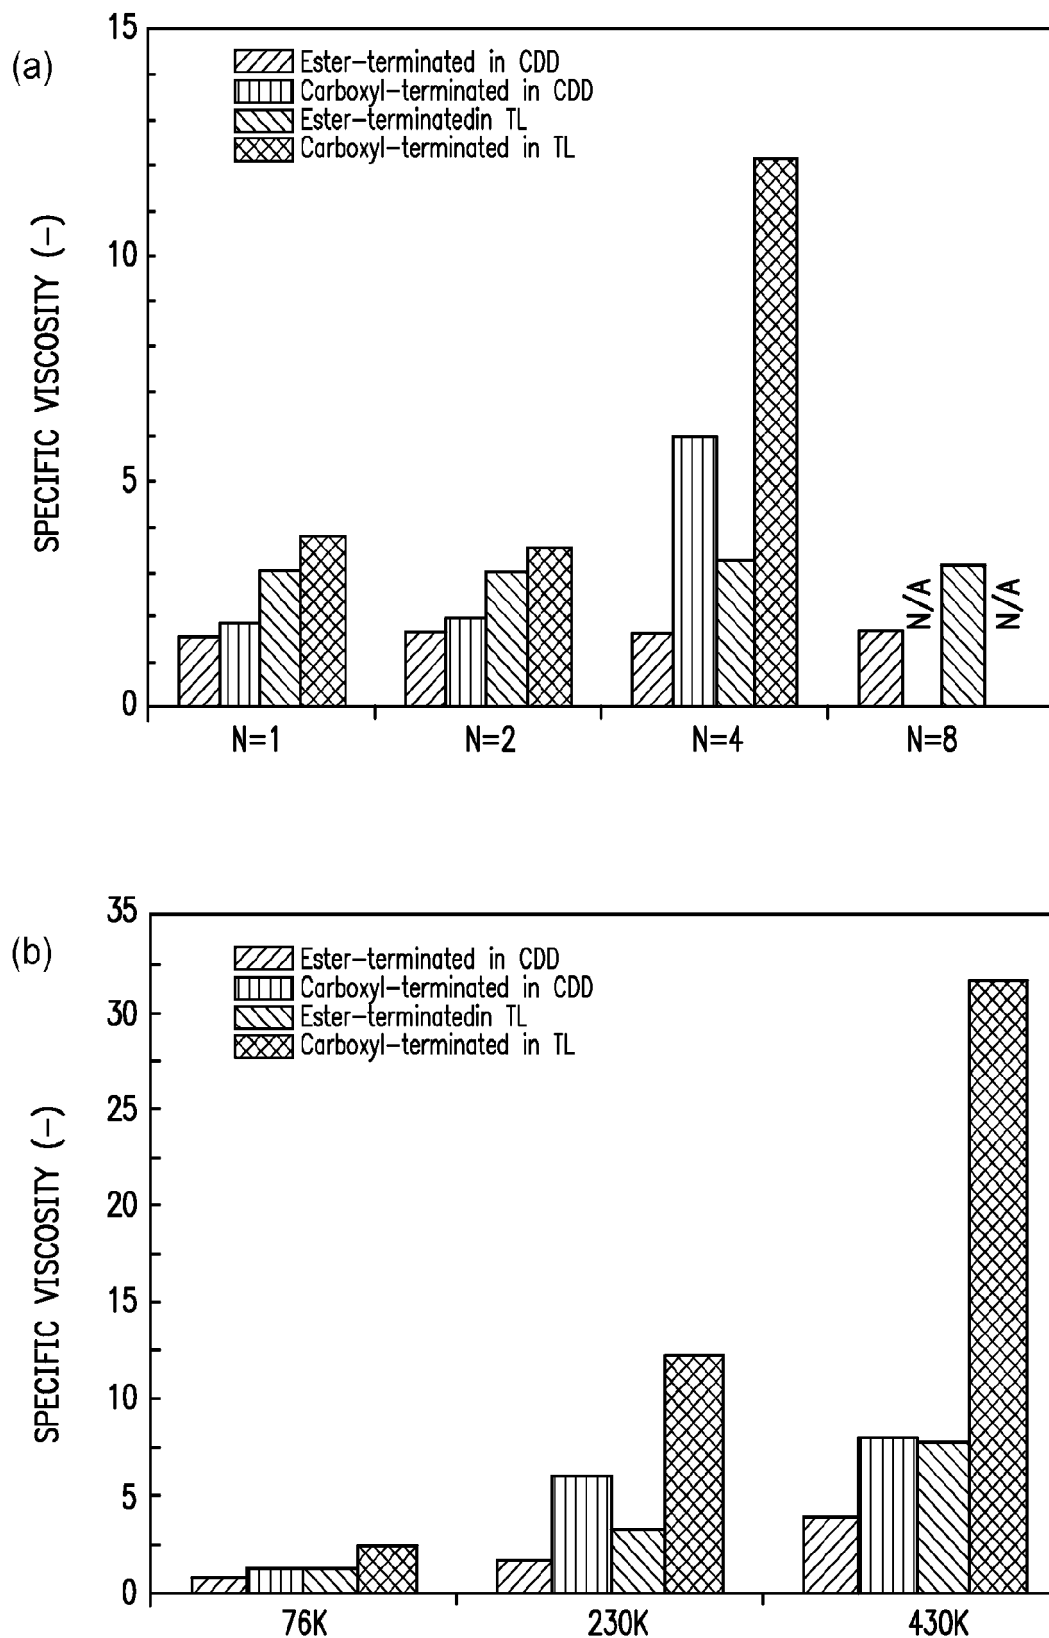 (a)
15
10
5
0
SPECIFIC VISCOSITY (-)
Ester-terminated in CDD
Carboxyl-terminated in CDD
Ester-terminatedin TL
Carboxyl-terminated in TL
N/A
N/A
N=1
N=2
N=4
N=8
(b)
35
30
25
20
15
10
5
0
SPECIFIC VISCOSITY (-)
Ester-terminated in CDD
Carboxyl-terminated in CDD
Ester-terminatedin TL
Carboxyl-terminated in TL
76K
230K
430K